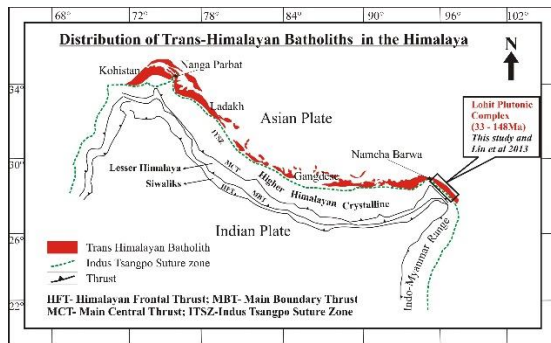 68° 72° 78° 84° 90° 96° 102°
Distribution of Trans-Himalayan Batholiths in the Himalaya
N
Nanga Parbat
Kohistan
34°
Ladakh
Asian Plate
Lohit Plutonic
Complex
(33 - 148Ma)
This study and
Lin et al 2013
ITSZ
Namcha Barwa
30°
Gangdese
MCT
Higher Himalayan Crystalline
Lesser Himalaya
Siwaliks
HFT
MBT
Indian Plate
26°
Indo-Myanmar Range
Trans Himalayan Batholith
Indus Tsangpo Suture zone
Thrust
22°
HFT- Himalayan Frontal Thrust; MBT- Main Boundary Thrust
MCT- Main Central Thrust; ITSZ-Indus Tsangpo Suture Zone